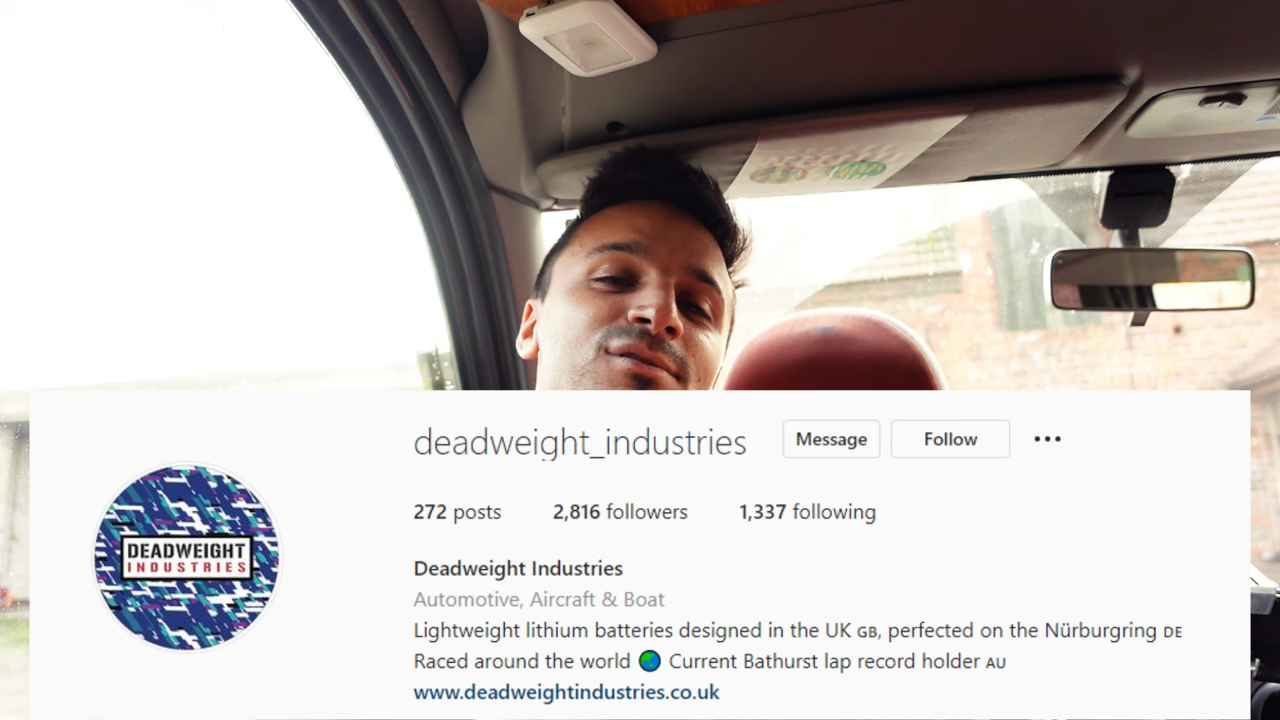 deadweight_industries Message Follow •••
272 posts 2,816 followers 1,337 following
DEADWEIGHT
INDUSTRIES
Deadweight Industries
Automotive, Aircraft & Boat
Lightweight lithium batteries designed in the UK GB, perfected on the Nürburgring DE
Raced around the world 🌏 Current Bathurst lap record holder AU
www.deadweightindustries.co.uk